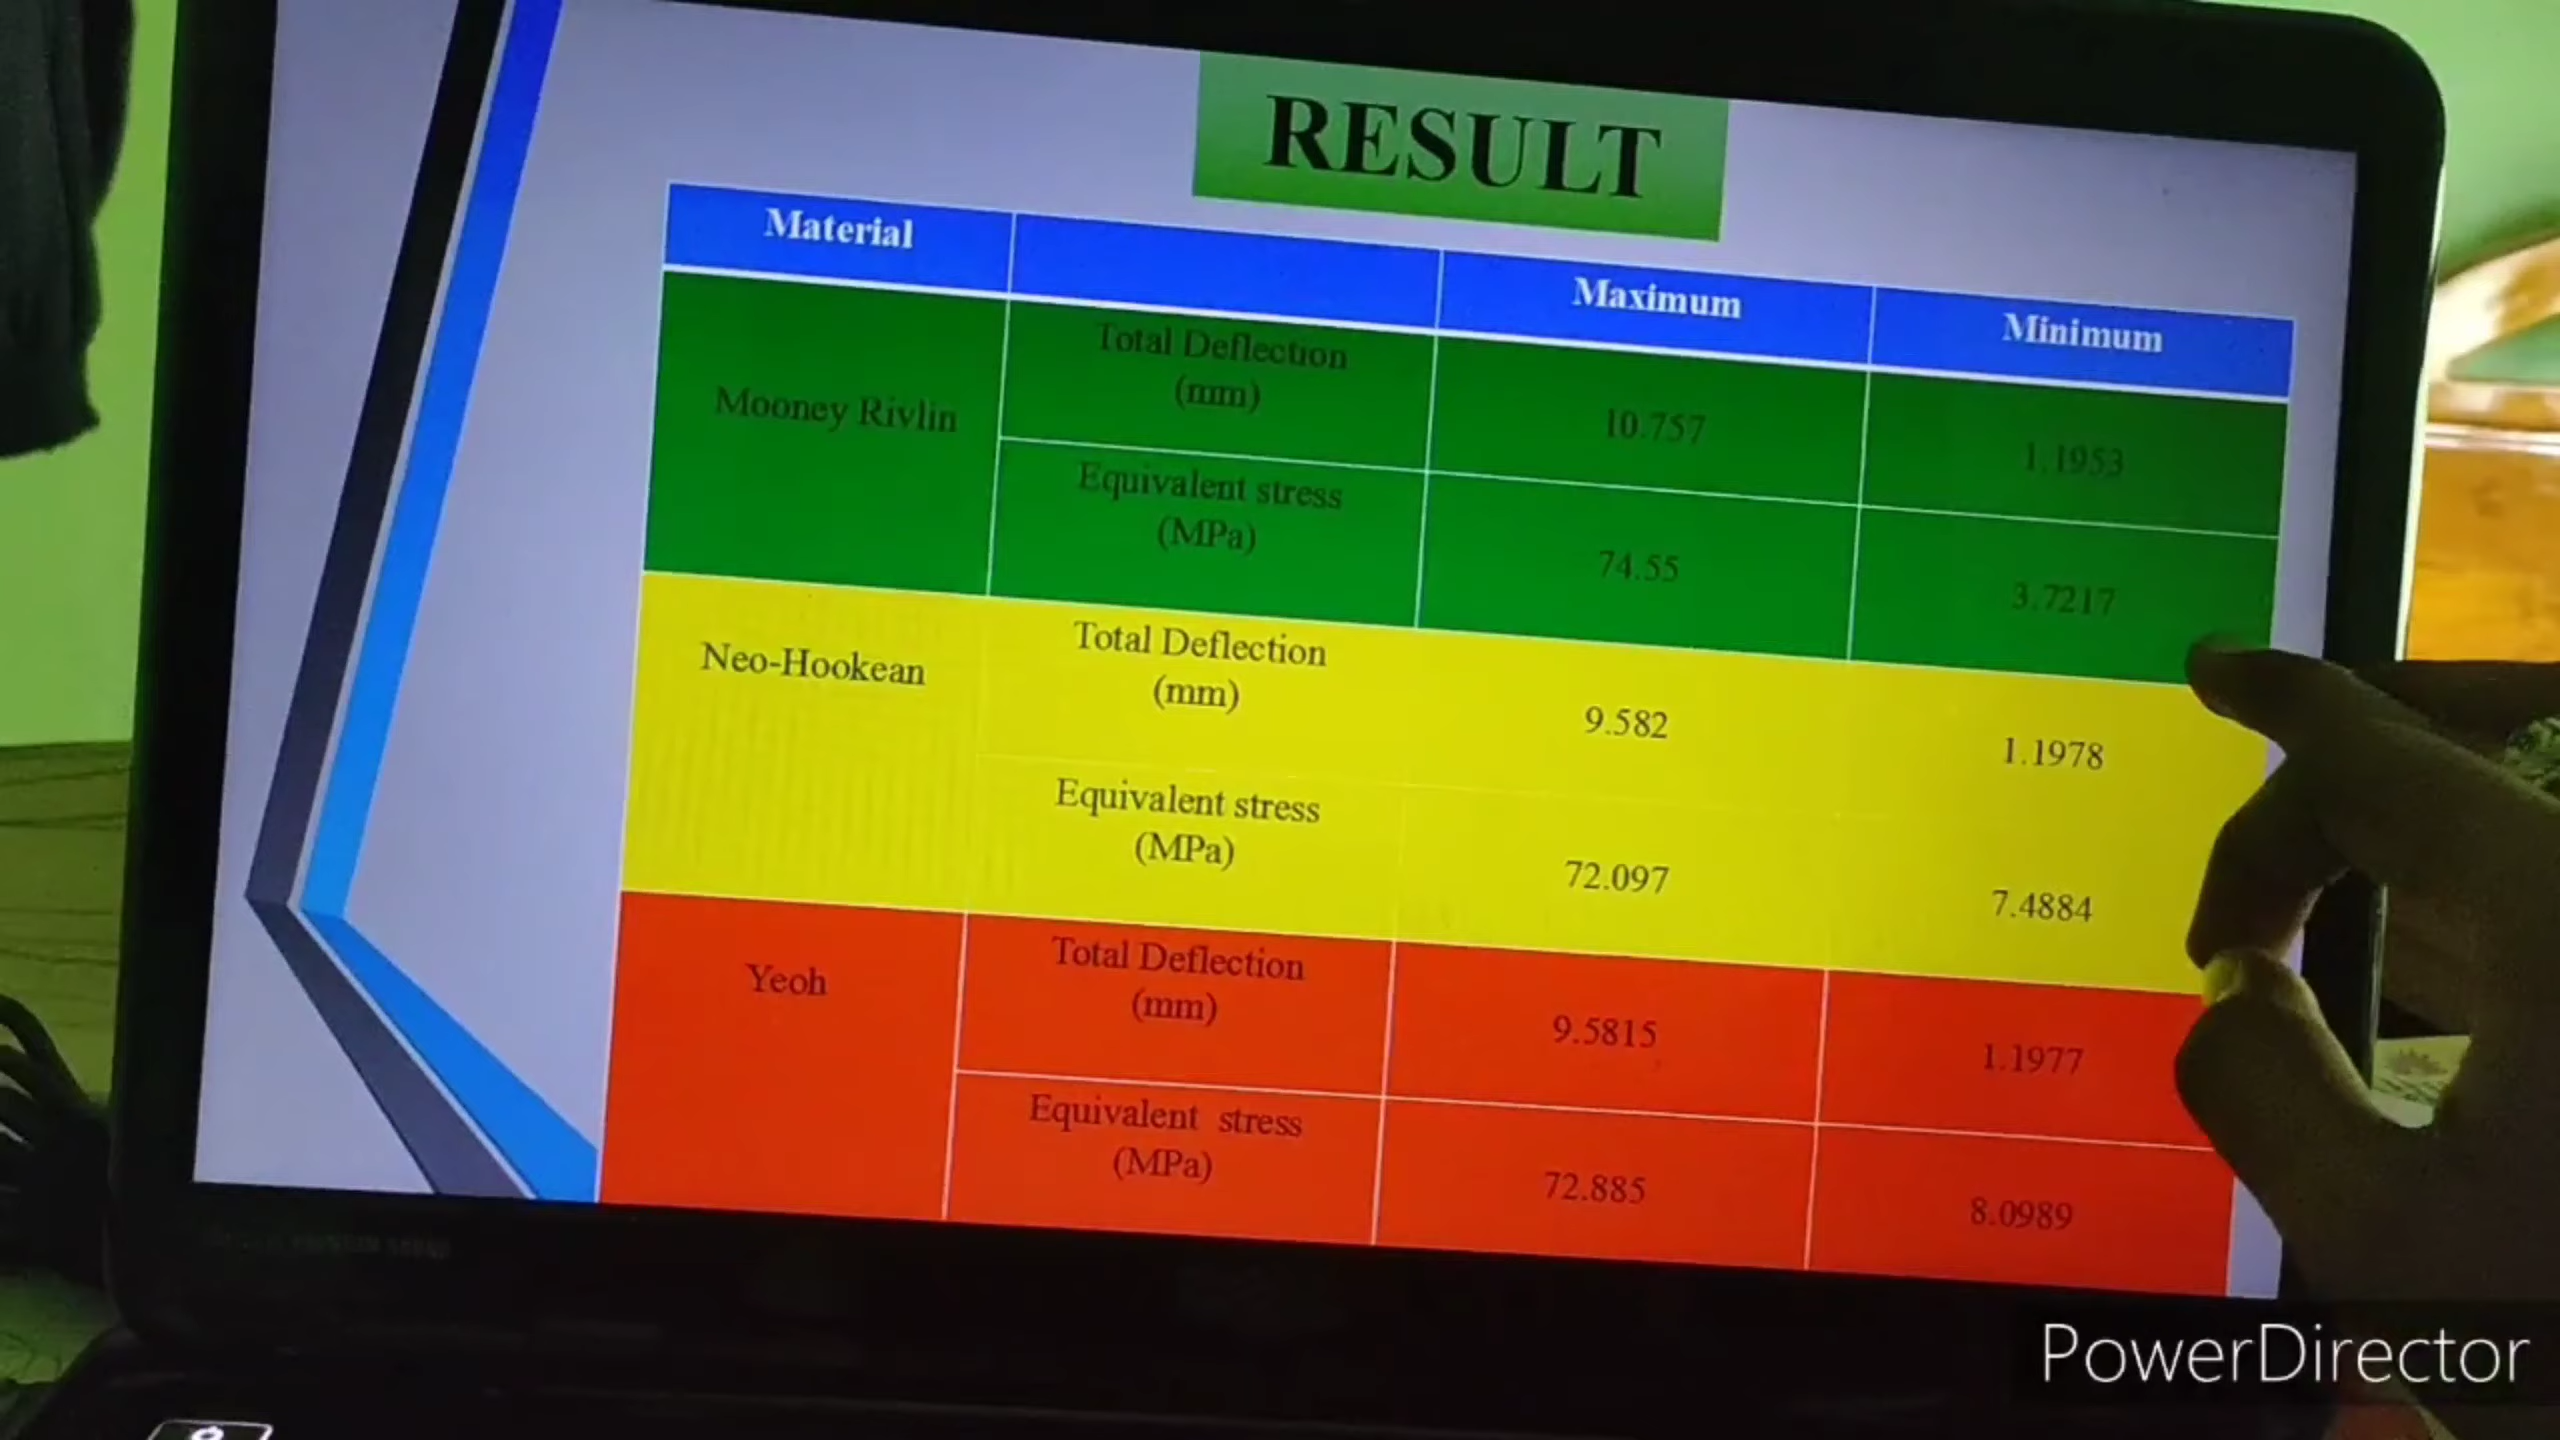 RESULT
Material Maximum Minimum
Mooney Rivlin Total Deflection
(mm) 10.757 1.1953
Equivalent stress
(MPa) 74.55 3.7217
Neo-Hookean Total Deflection
(mm) 9.582 1.1978
Equivalent stress
(MPa) 72.097 7.4884
Yeoh Total Deflection
(mm) 9.5815 1.1977
Equivalent stress
(MPa) 72.885 8.0989
PowerDirector